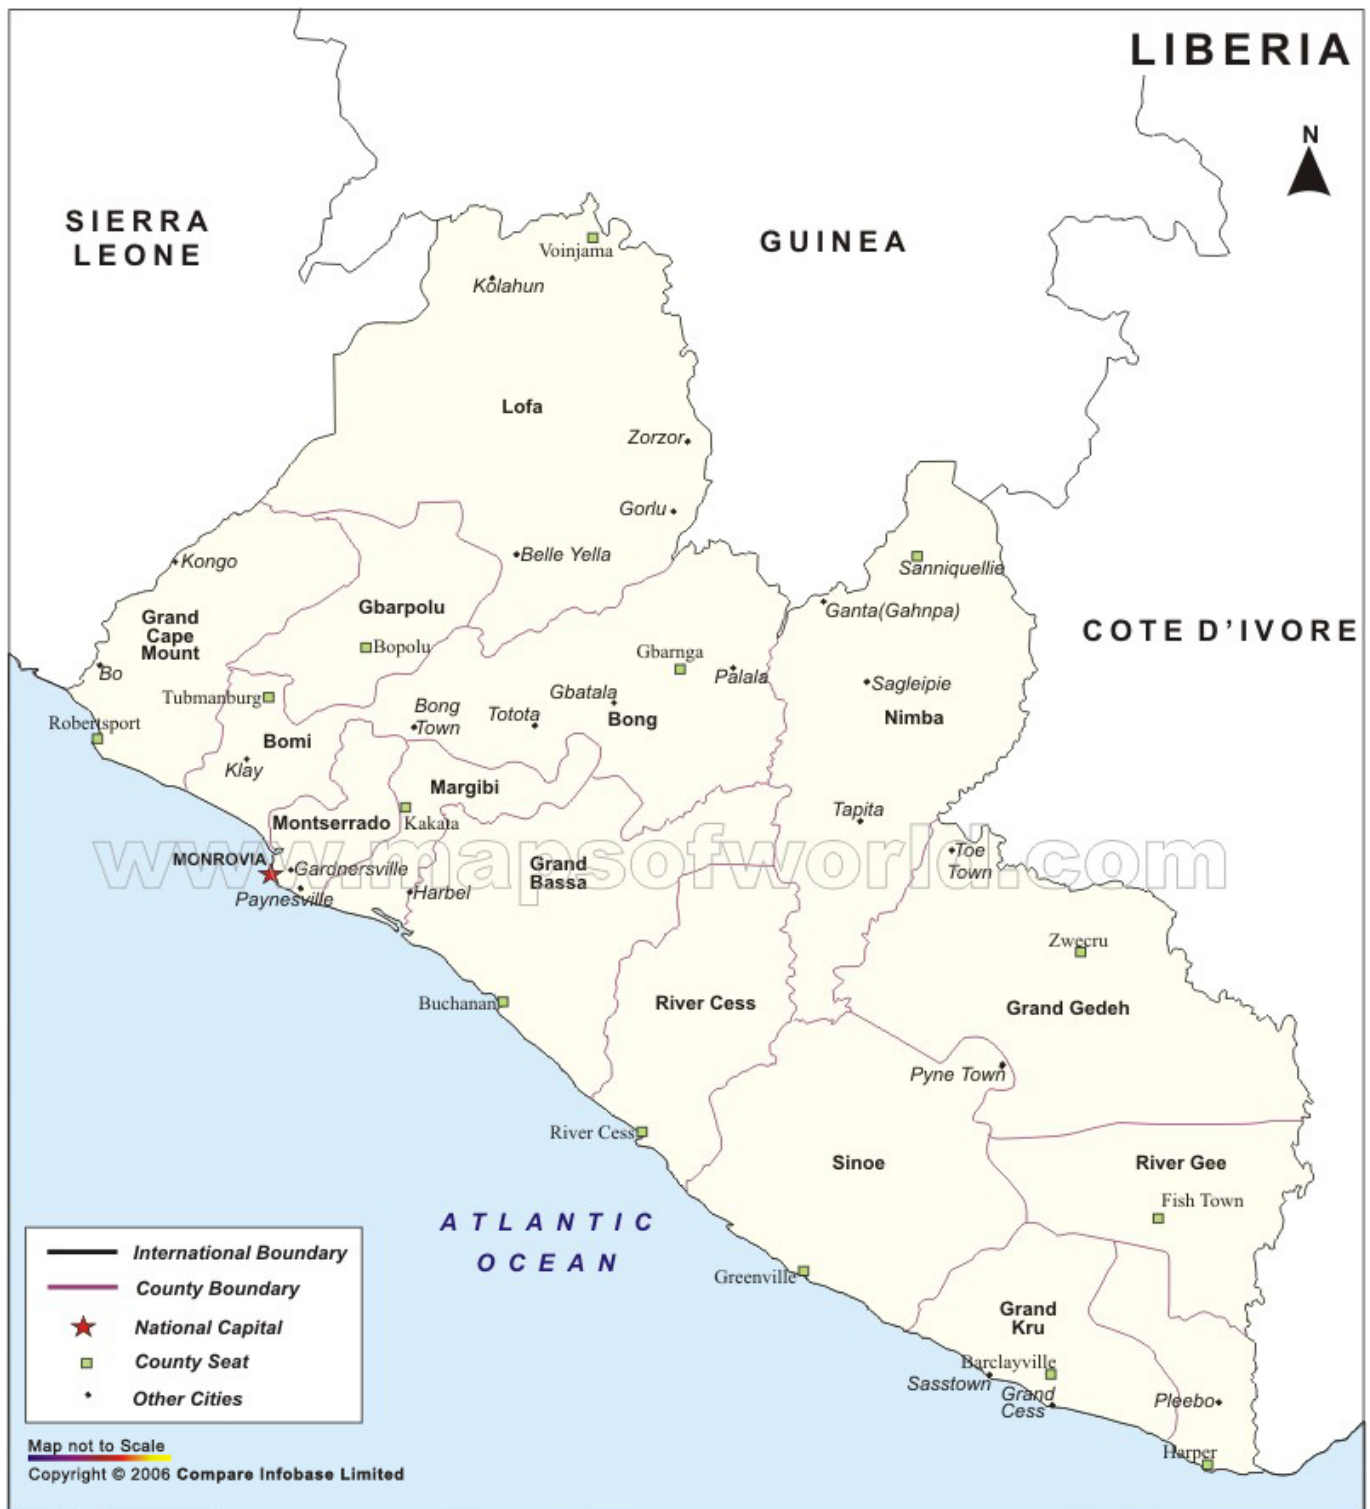 LIBERIA
N
SIERRA
LEONE
GUINEA
Voinjama
Kolahun
Lofa
Zorzor
Gorlu
Belle Yella
Kongo
Sanniquellie
Ganta(Gahnpa)
Gbarpolu
Grand
Cape
Mount
COTE D'IVORE
Bopolu
Gbarnga
Bo
Palala
Sagleipie
Tubmanburg
Gbatala
Bong
Town
Totota
Bong
Nimba
Robertsport
Bomi
Klay
Margibi
Tapita
Montserrado
Kakata
www.mapsofworld.com
MONROVIA
Gardnersville
Grand
Bassa
Toe
Town
Paynesville
Harbel
Zwecru
Buchanan
River Cess
Grand Gedeh
Pyne Town
River Cess
Sinoe
River Gee
Fish Town
ATLANTIC
OCEAN
Greenville
Grand
Kru
Barclayville
Sasstown
Grand
Cess
Pleebo
Harper
International Boundary
County Boundary
National Capital
County Seat
Other Cities
Map not to Scale
Copyright © 2006 Compare Infobase Limited